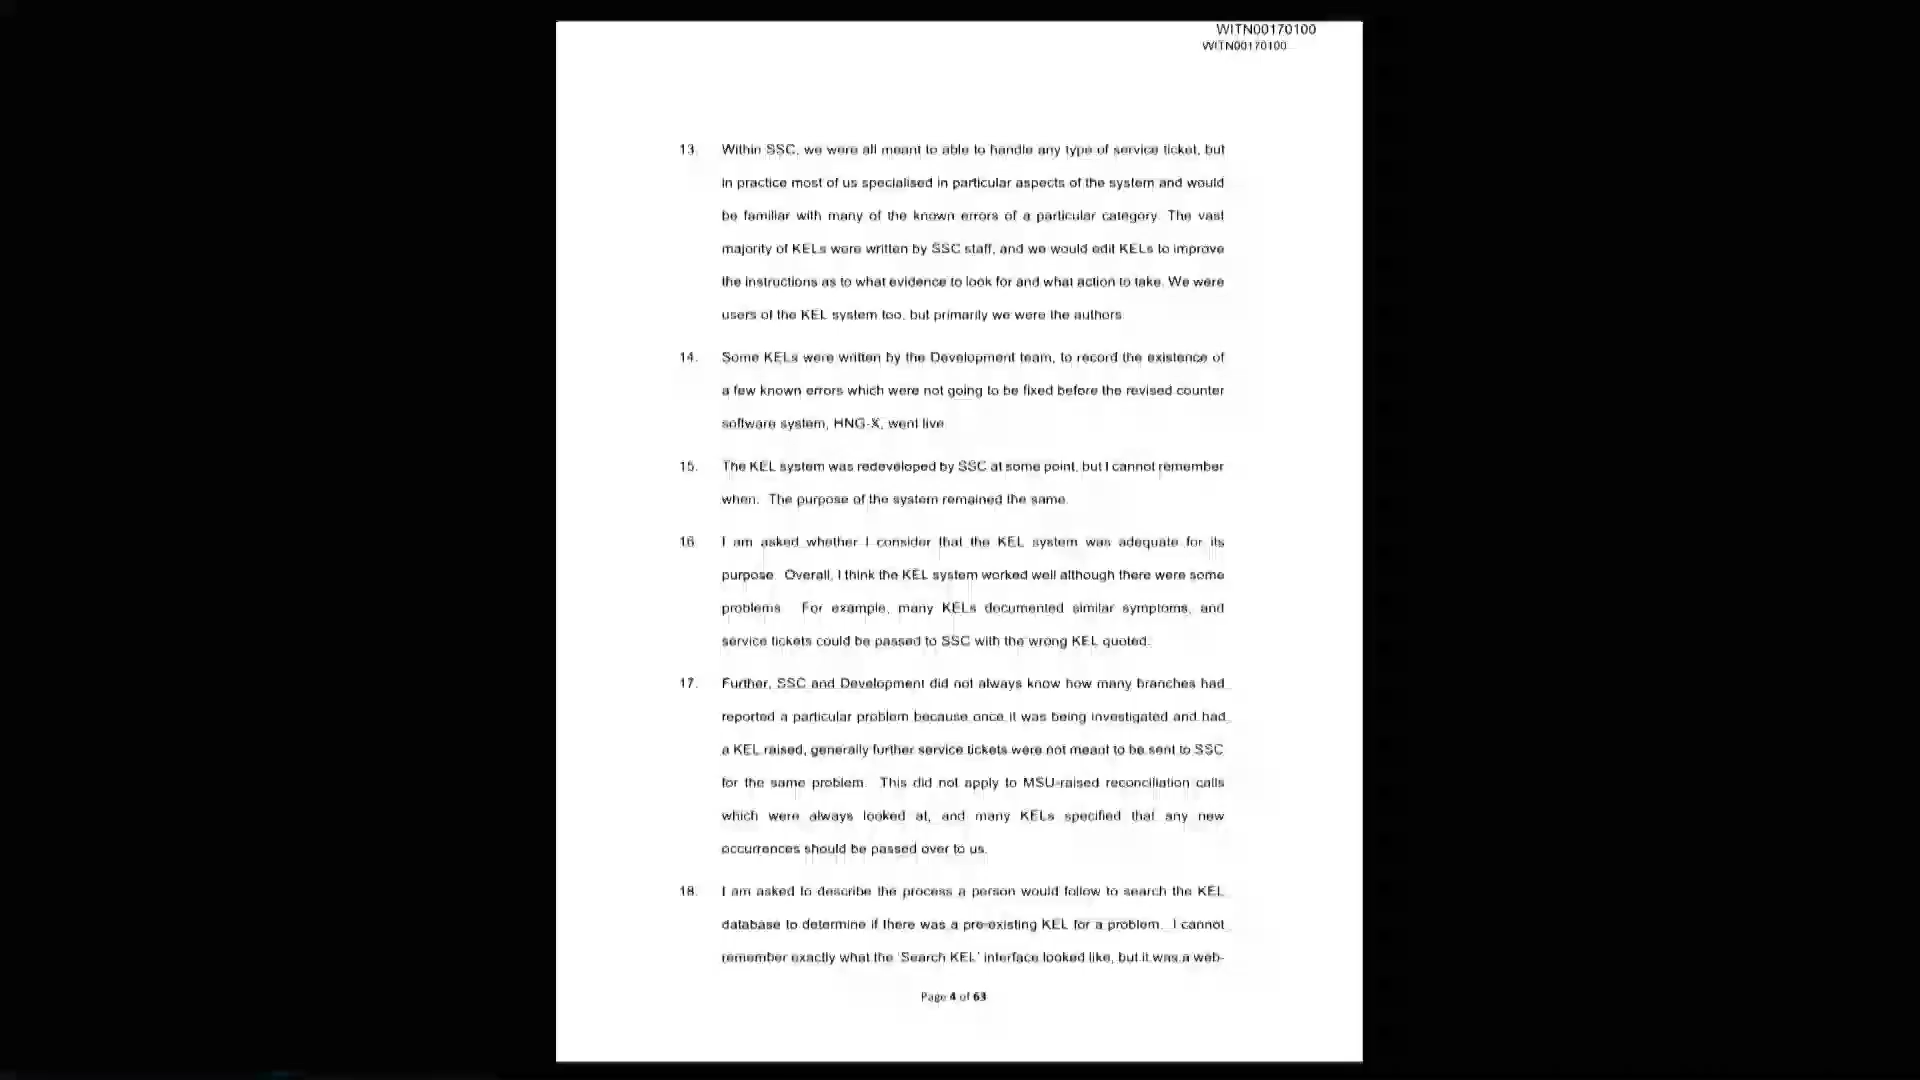 WITN00170100
WITN00170100
13. Within SSC, we were all meant to able to handle any type of service ticket, but
in practice most of us specialised in particular aspects of the system and would
be familiar with many of the known errors of a particular category. The vast
majority of KELs were written by SSC staff, and we would edit KELs to improve
the instructions as to what evidence to look for and what action to take. We were
users of the KEL system too, but primarily we were the authors.
14. Some KELs were written by the Development team, to record the existence of
a few known errors which were not going to be fixed before the revised counter
software system, HNG-X, went live.
15. The KEL system was redeveloped by SSC at some point, but I cannot remember
when. The purpose of the system remained the same.
16. I am asked whether I consider that the KEL system was adequate for its
purpose. Overall, I think the KEL system worked well although there were some
problems. For example, many KELs documented similar symptoms, and
service tickets could be passed to SSC with the wrong KEL quoted.
17. Further, SSC and Development did not always know how many branches had
reported a particular problem because once it was being investigated and had
a KEL raised, generally further service tickets were not meant to be sent to SSC
for the same problem. This did not apply to MSU-raised reconciliation calls
which were always looked at, and many KELs specified that any new
occurrences should be passed over to us.
18. I am asked to describe the process a person would follow to search the KEL
database to determine if there was a pre-existing KEL for a problem. I cannot
remember exactly what the 'Search KEL' interface looked like, but it was a web-
Page 4 of 63